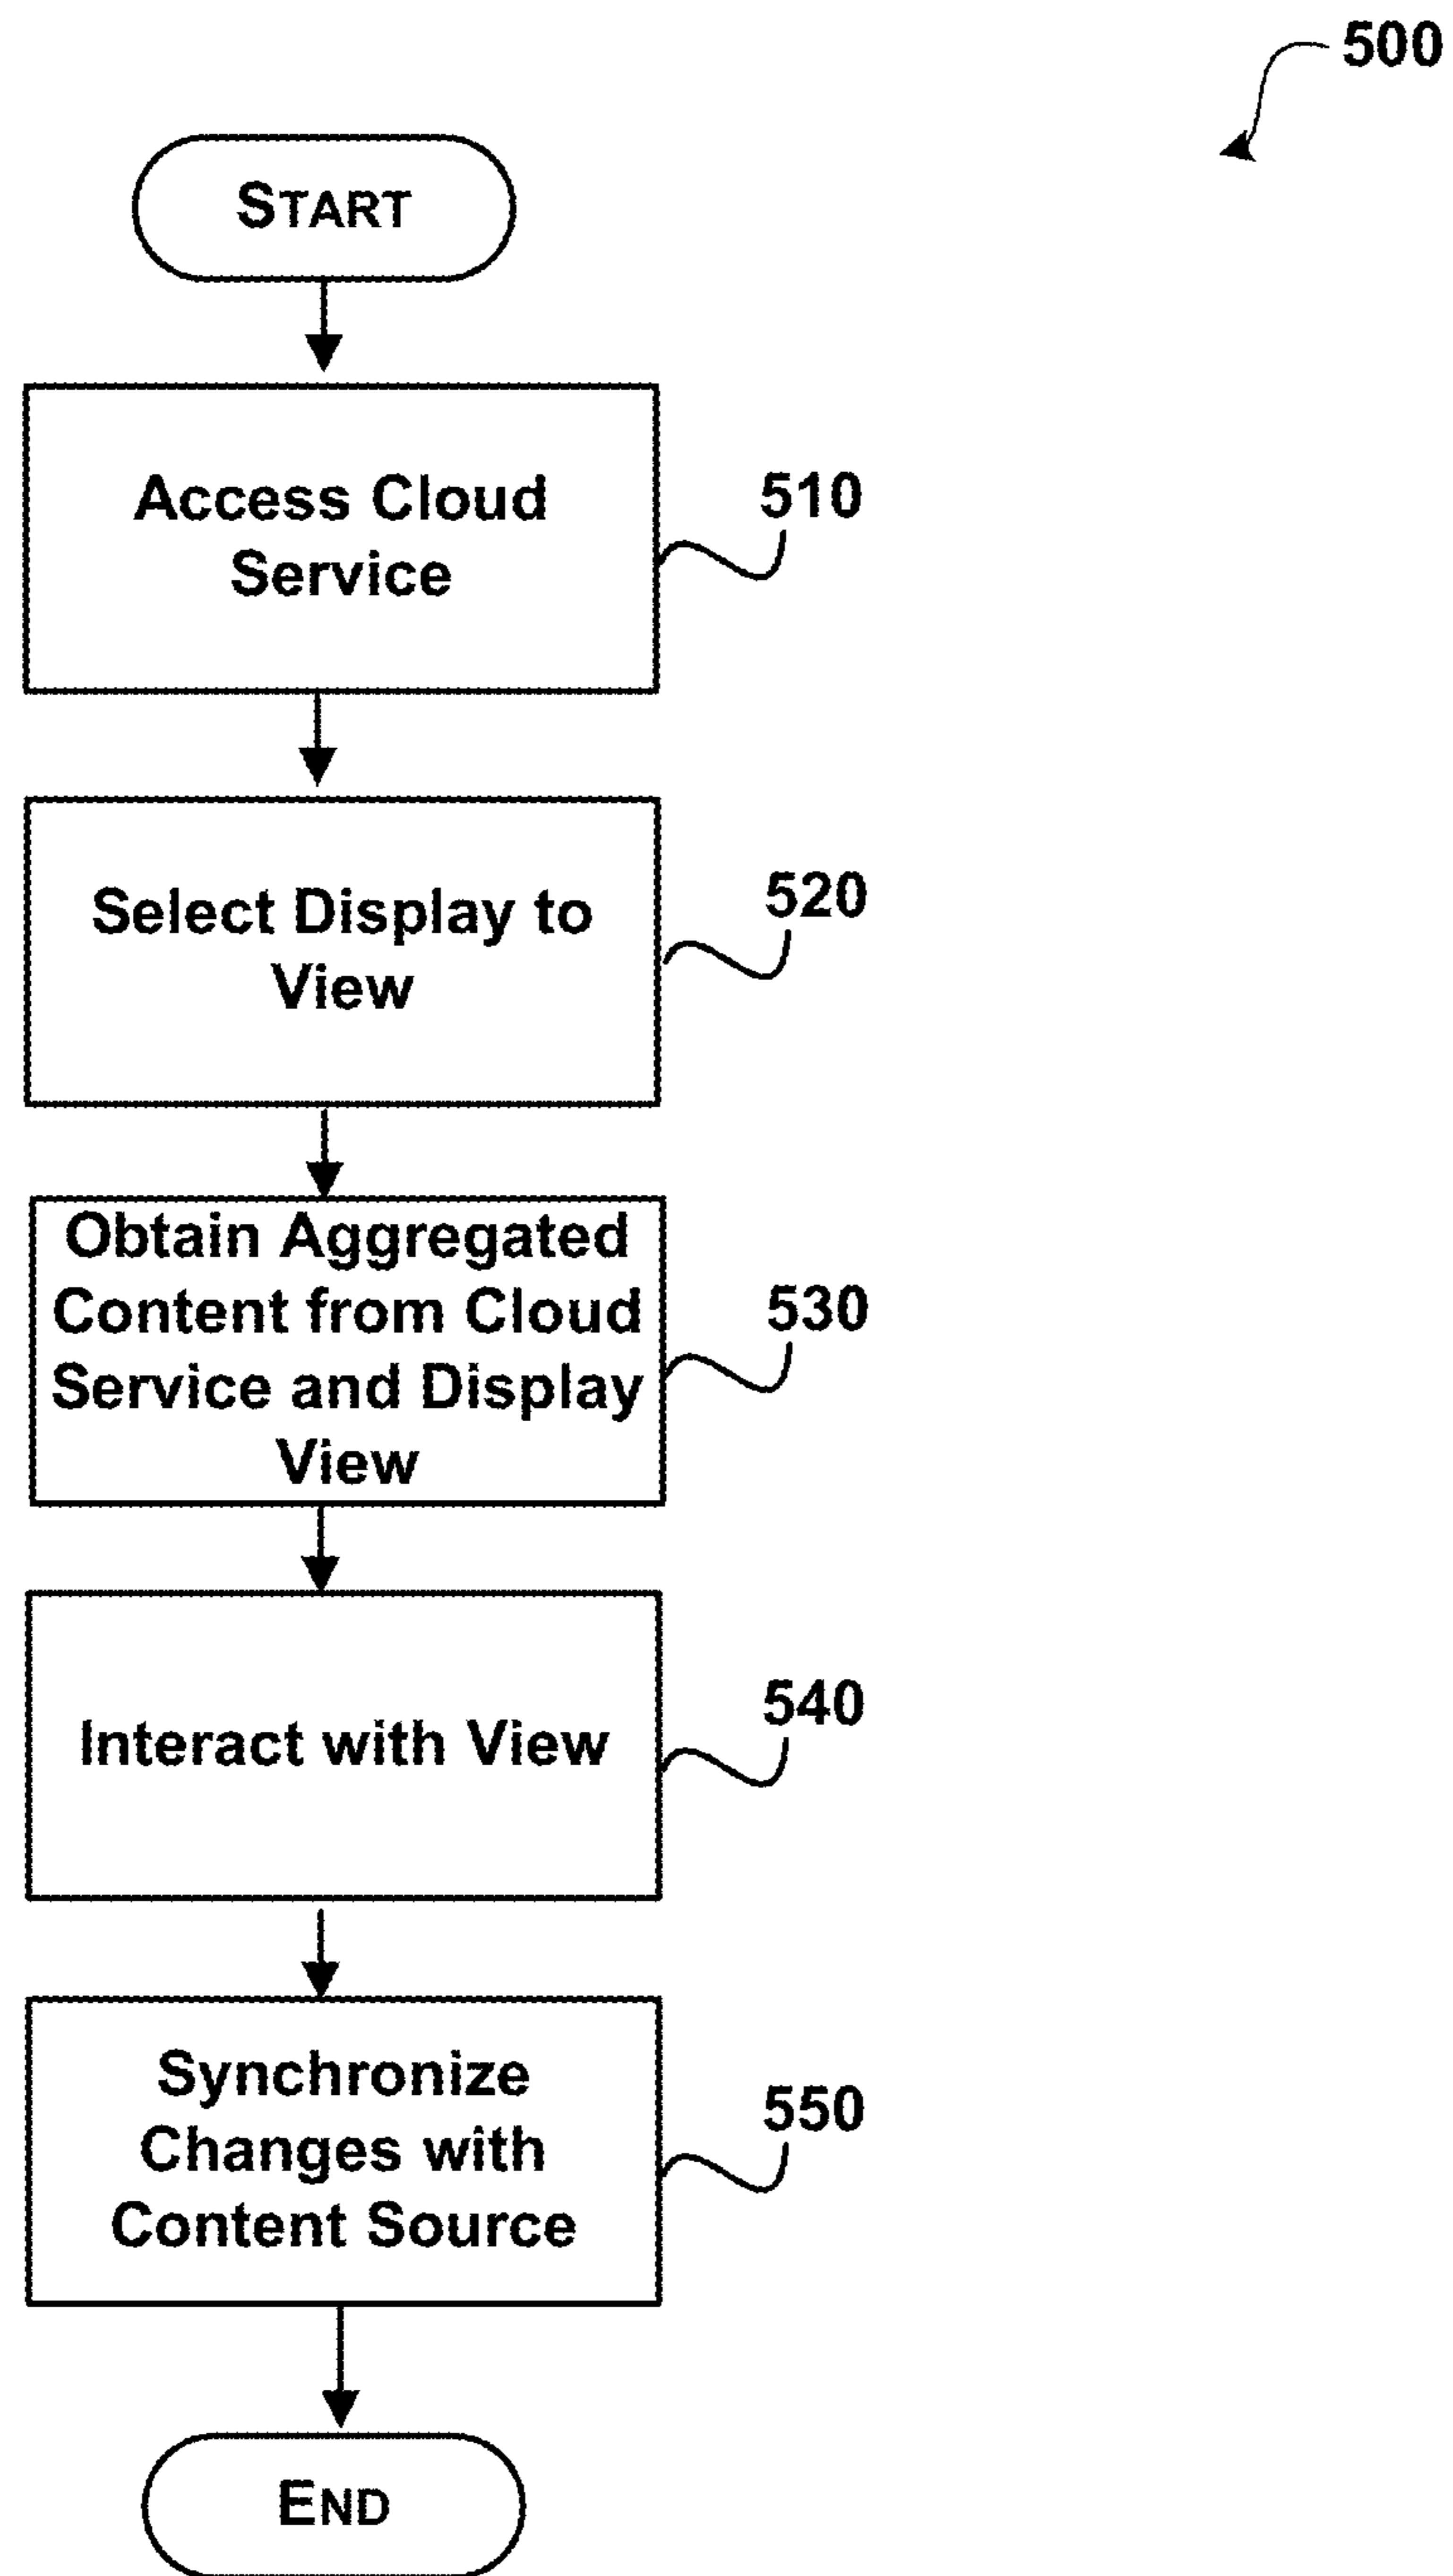 500
START
Access Cloud
Service
510
Select Display to
View
520
Obtain Aggregated
Content from Cloud
Service and Display
View
530
Interact with View
540
Synchronize
Changes with
Content Source
550
END